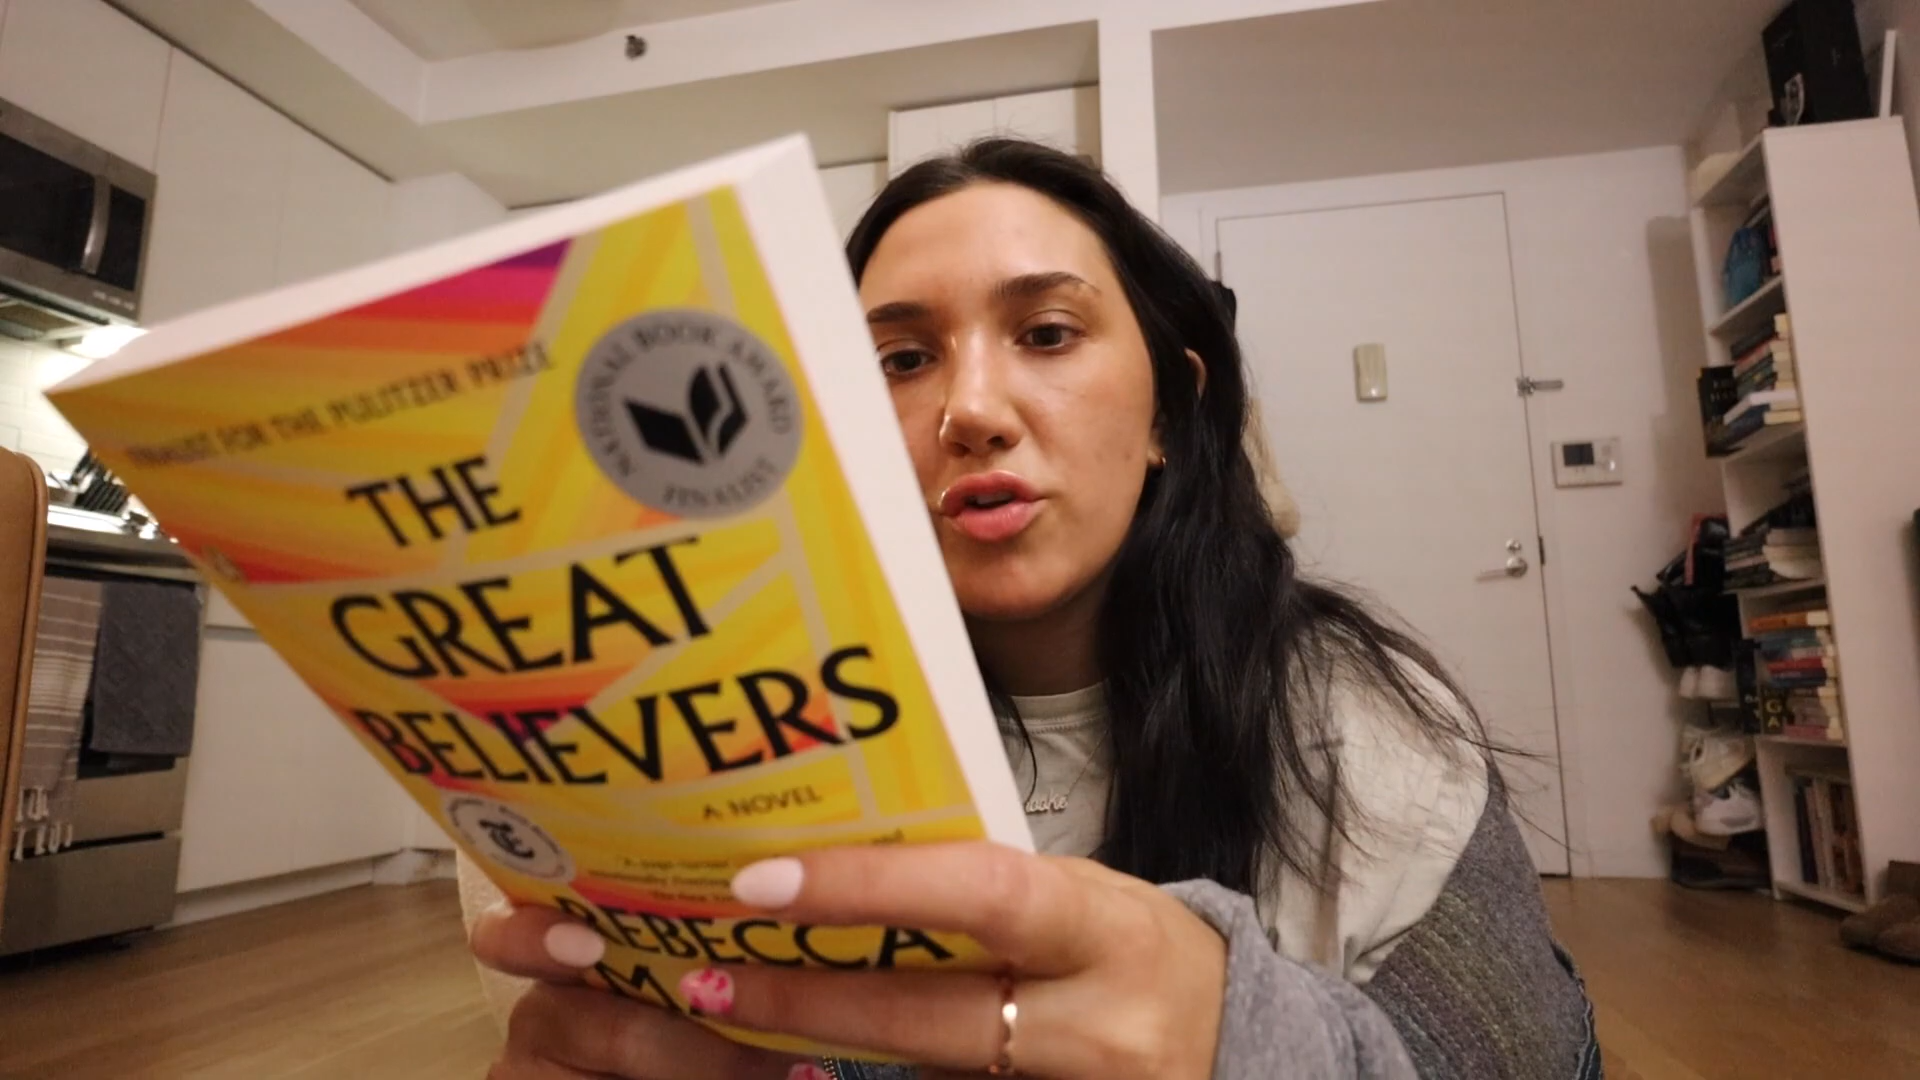 FINALIST FOR THE PULITZER PRIZE
NATIONAL BOOK AWARD
FINALIST
THE
GREAT
BELIEVERS
A NOVEL
REBECCA
M